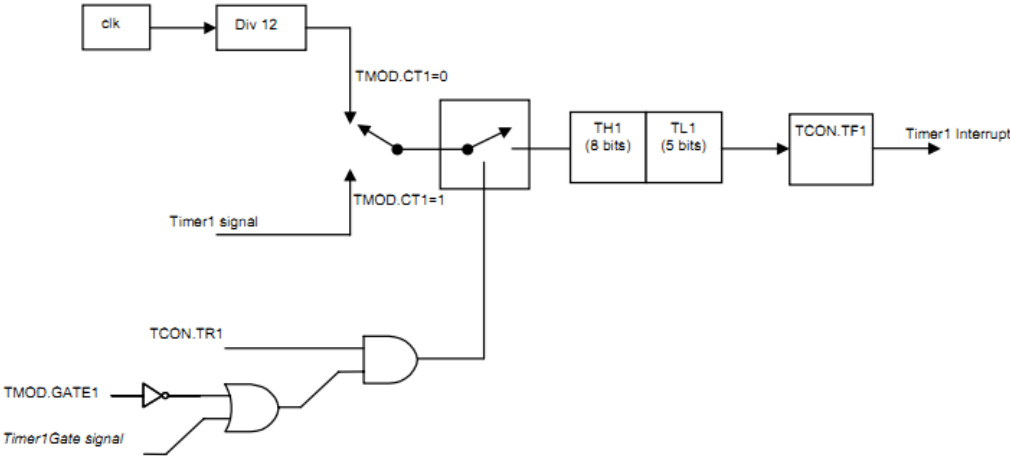 clk
Div 12
TMOD.CT1=0
TH1
(8 bits)
TL1
(5 bits)
TCON.TF1
Timer1 Interrupt
TMOD.CT1=1
Timer1 signal
TCON.TR1
TMOD.GATE1
Timer1Gate signal